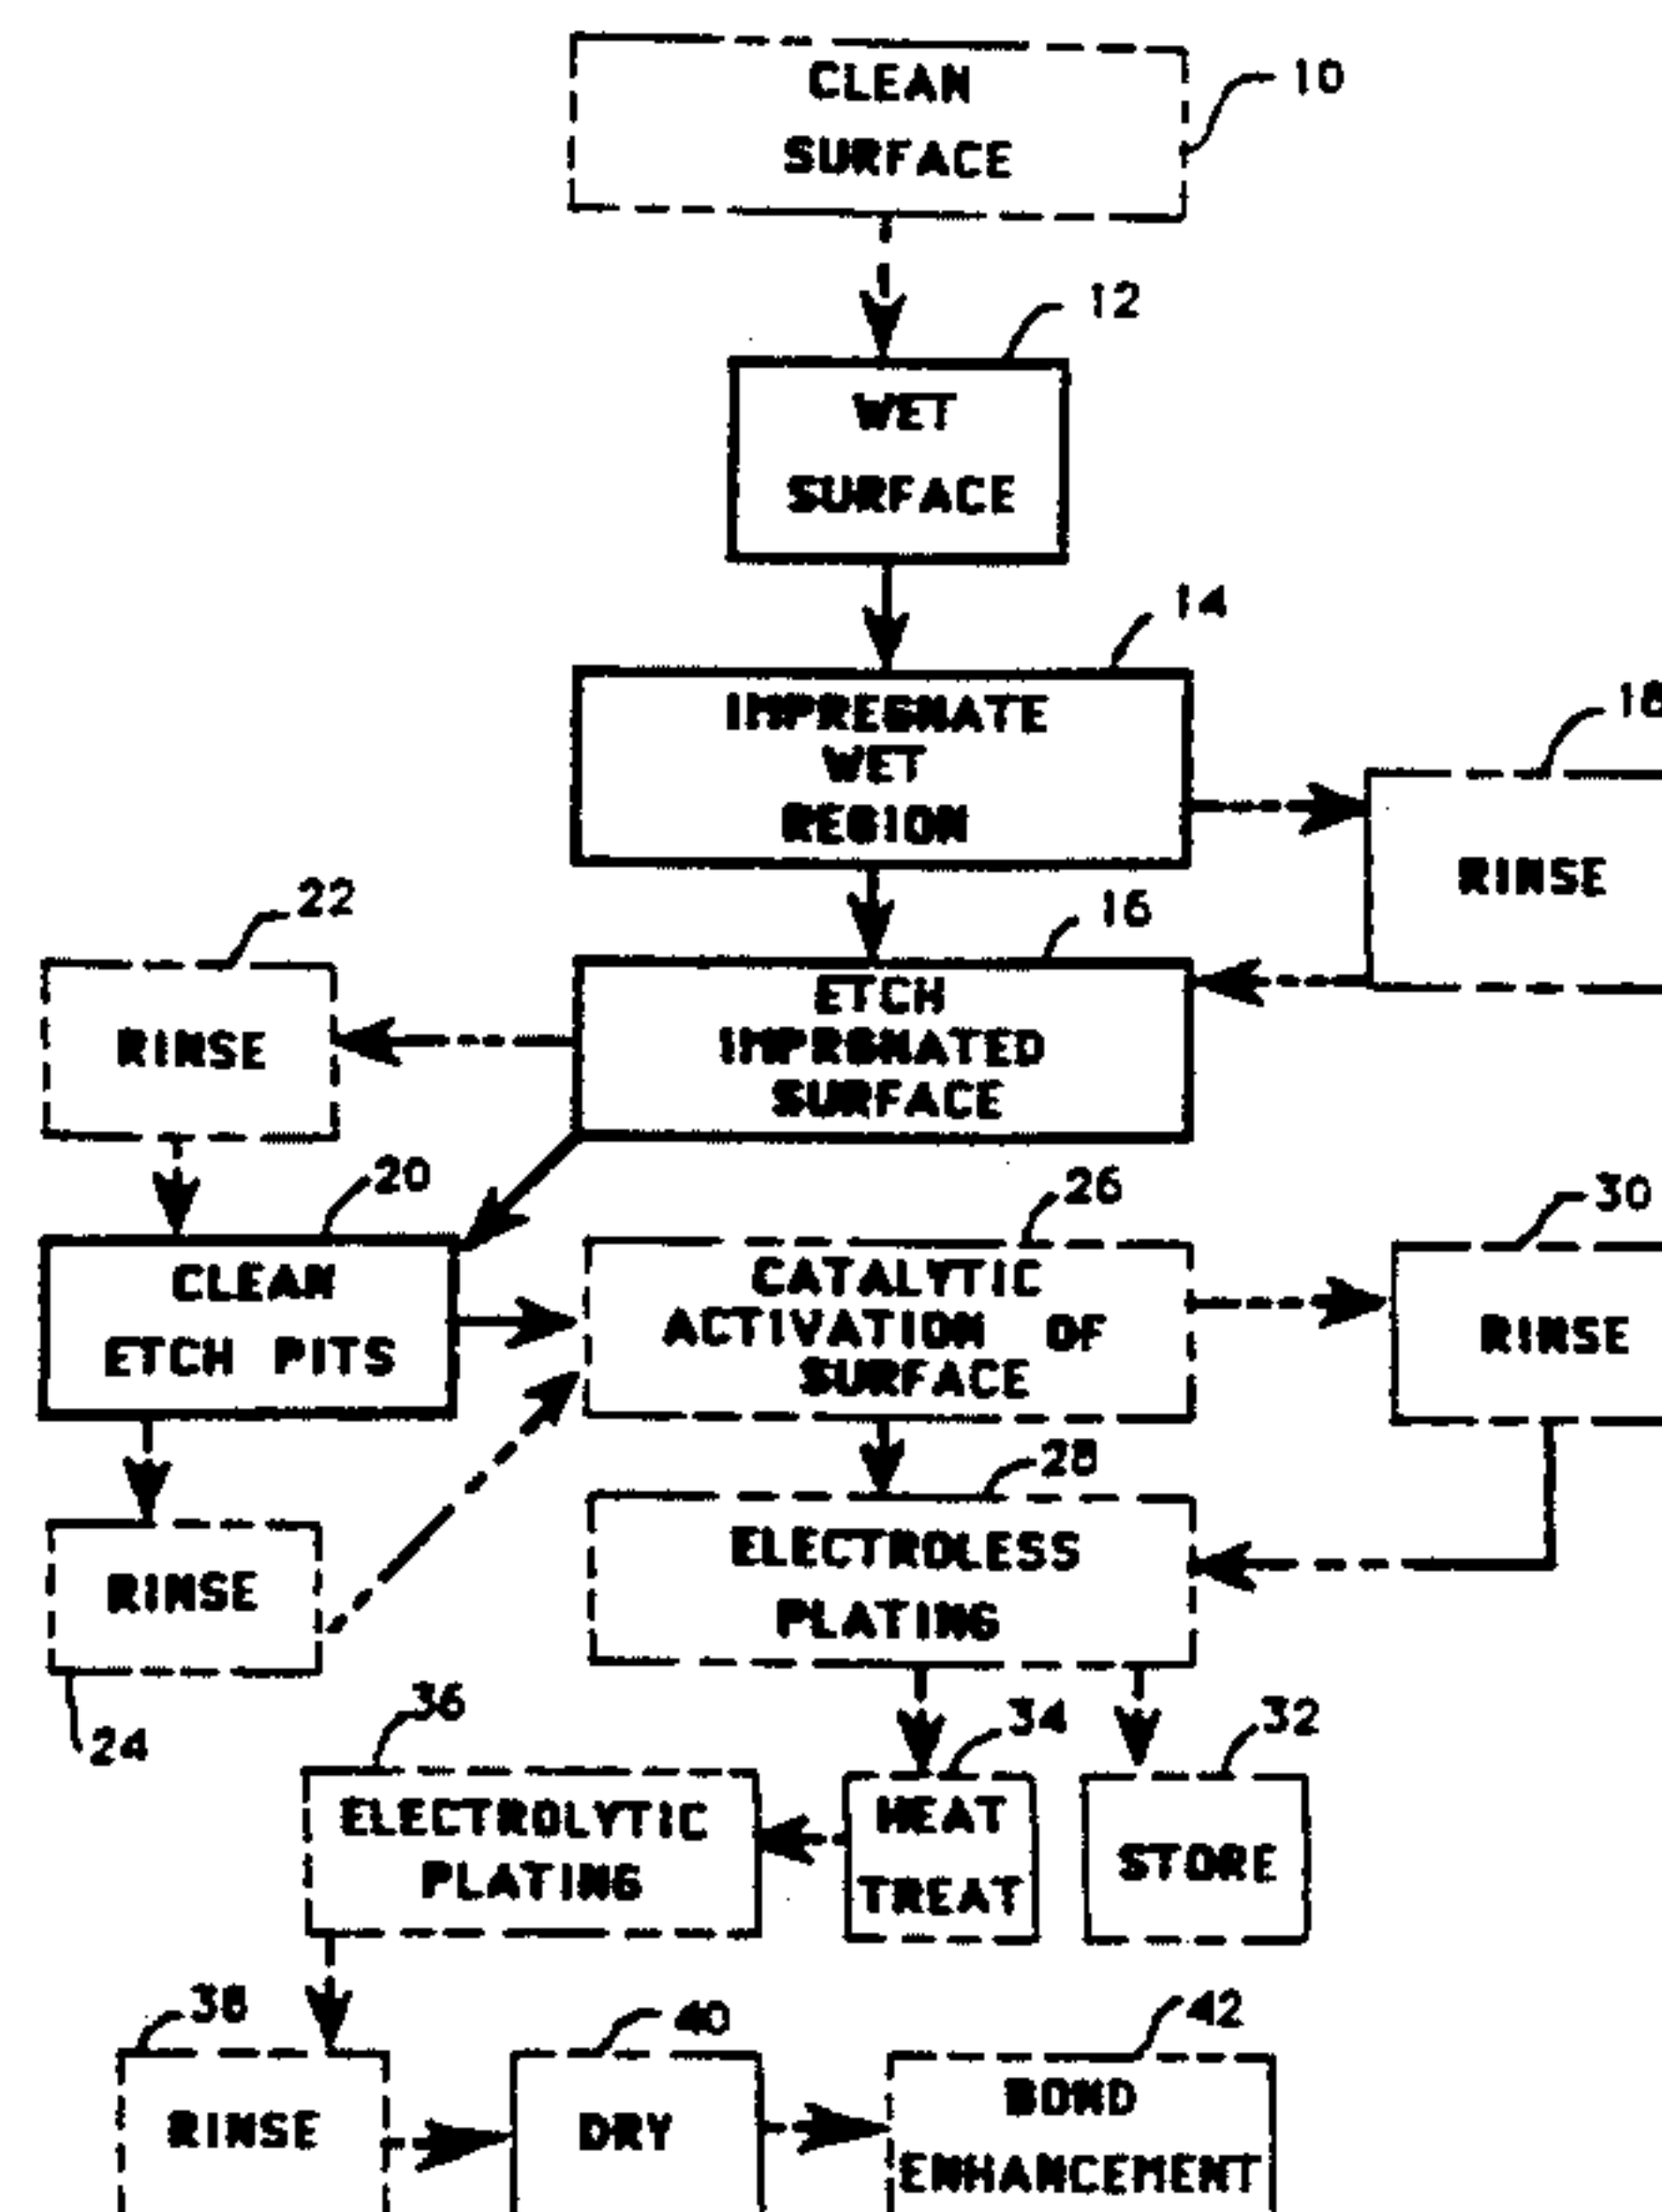 CLEAN
SURFACE
10
12
WET
SURFACE
14
IMPREGNATE
WET
REGION
RINSE
16
ETCH
IMPRGNATED
SURFACE
22
RINSE
20
CLEAN
ETCH PITS
26
CATALYTIC
ACTIVATION OF
SURFACE
30
RINSE
28
ELECTROLESS
PLATING
RINSE
24
36
ELECTROLYTIC
PLATING
34
HEAT
TREAT
32
STORE
38
RINSE
40
DRY
42
BOND
ENHANCEMENT